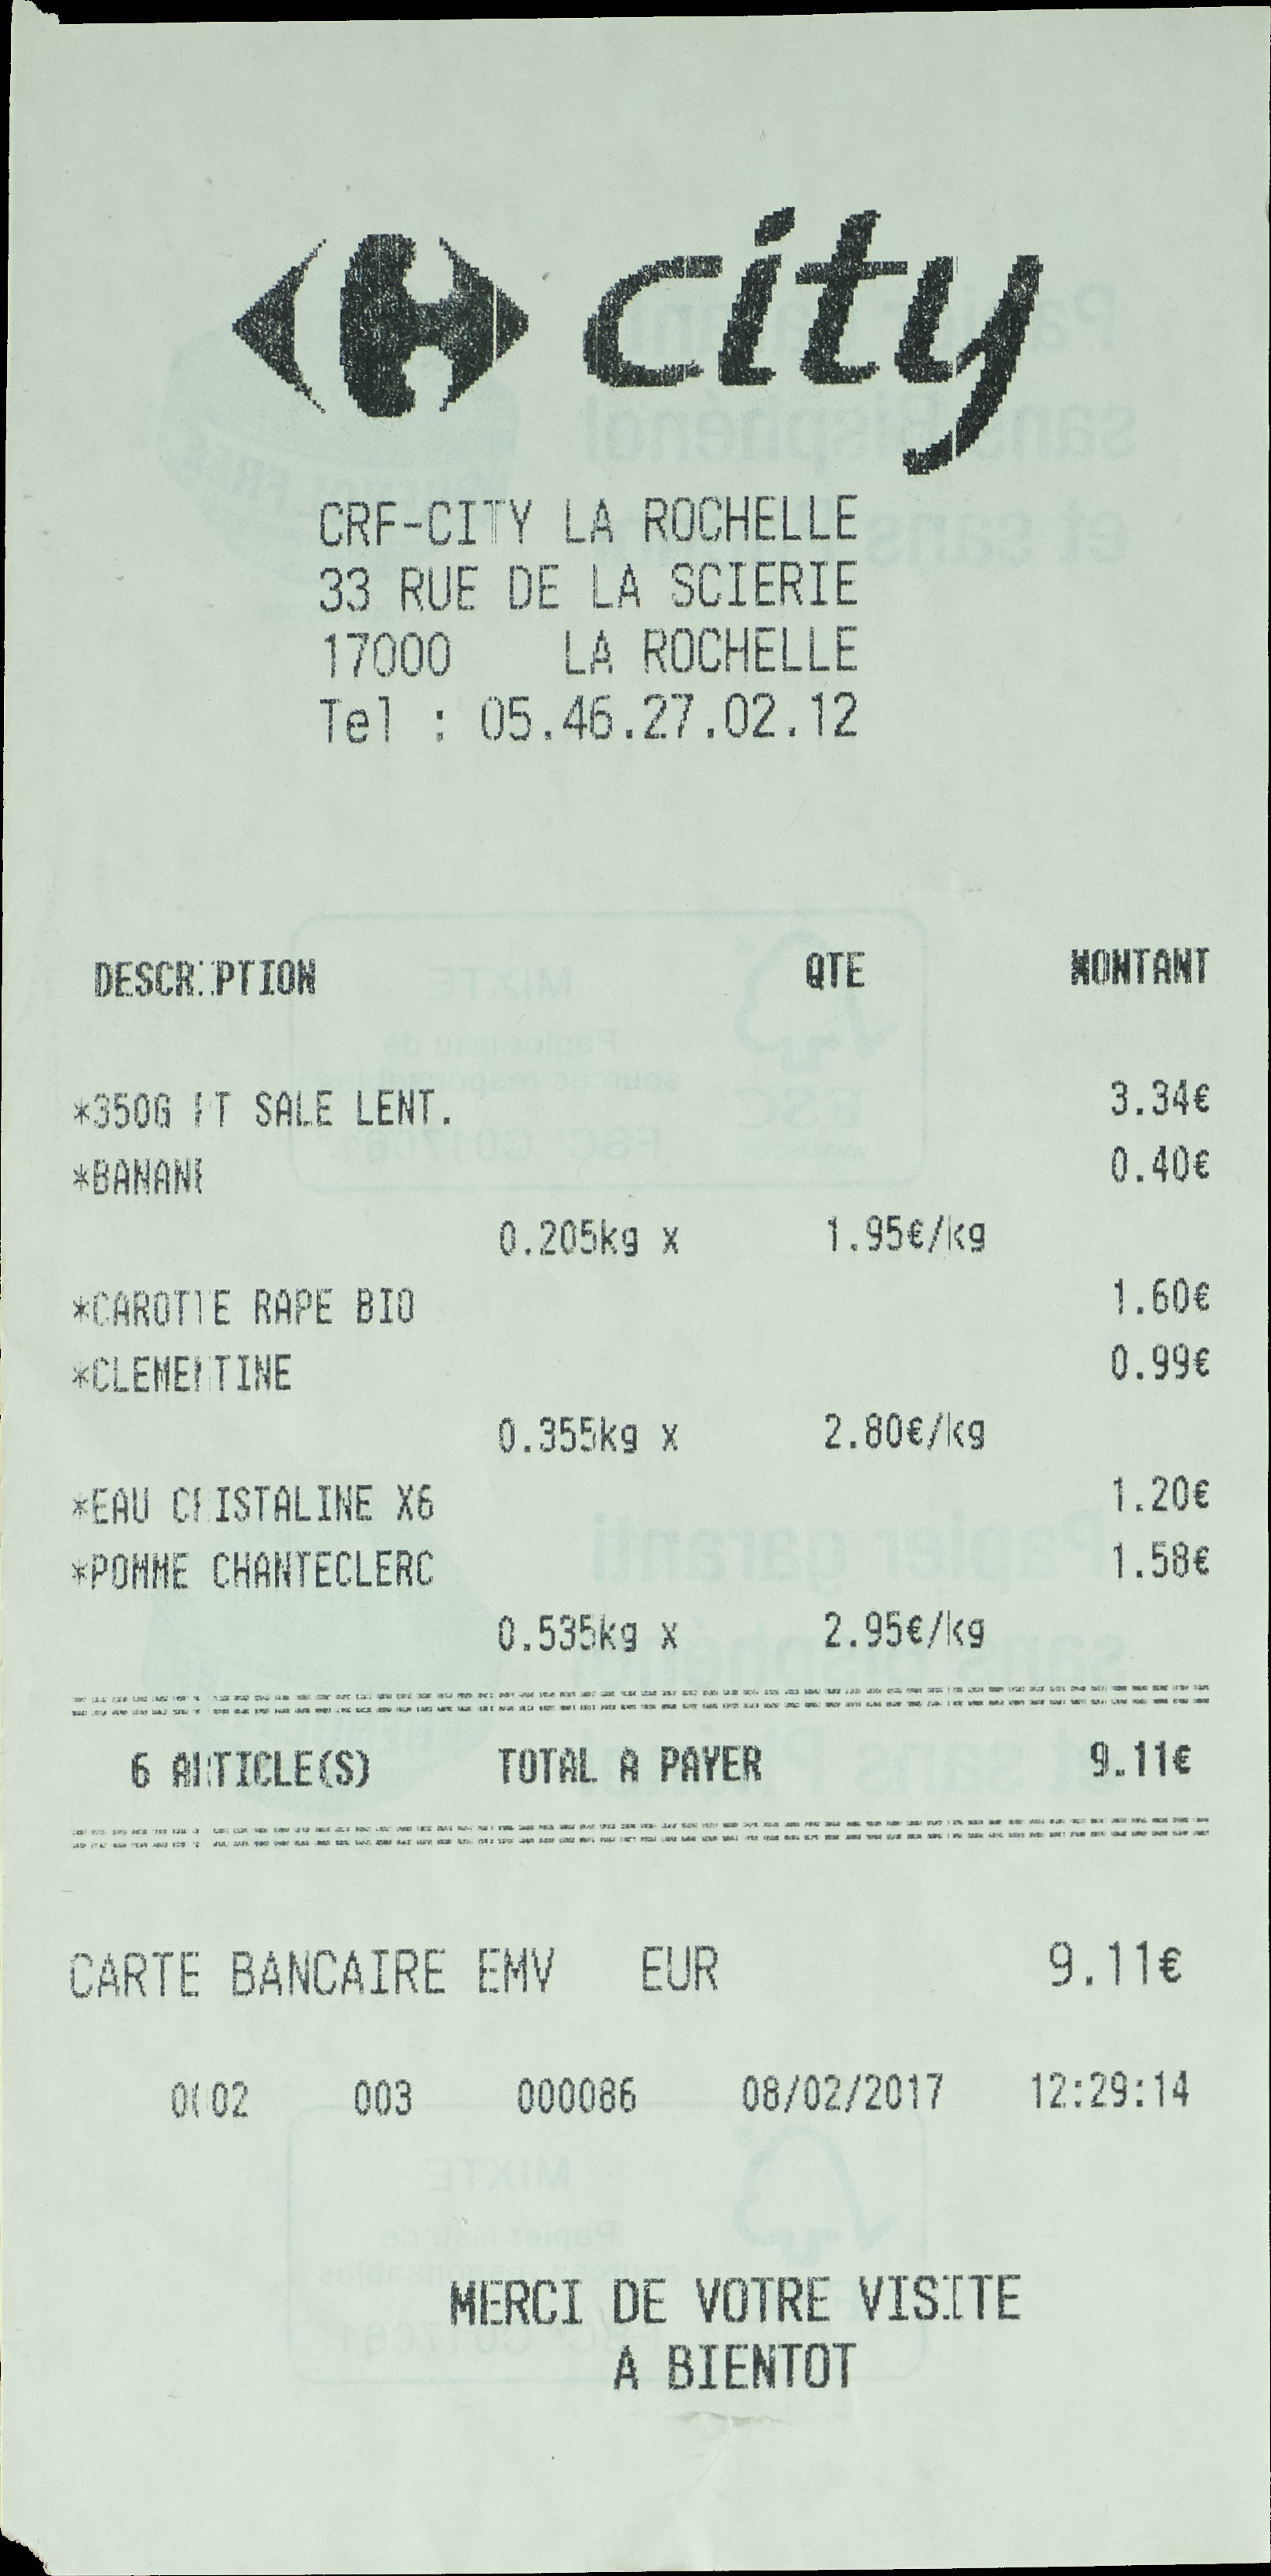 city
CRF-CITY LA ROCHELLE
33 RUE DE LA SCIERIE
17000 LA ROCHELLE
Tel : 05.46.27.02.12
DESCRIPTION QTE MONTANT
*350G PT SALE LENT. 3.34€
*BANANE 0.40€
0.205kg x 1.95€/kg
*CAROTTE RAPE BIO 1.60€
*CLEMENTINE 0.99€
0.355kg x 2.80€/kg
*EAU CRISTALINE X6 1.20€
*POMME CHANTECLERC 1.58€
0.535kg x 2.95€/kg
6 ARTICLE(S) TOTAL A PAYER 9.11€
CARTE BANCAIRE EMV EUR 9.11€
0002 003 000086 08/02/2017 12:29:14
MERCI DE VOTRE VISITE
A BIENTOT